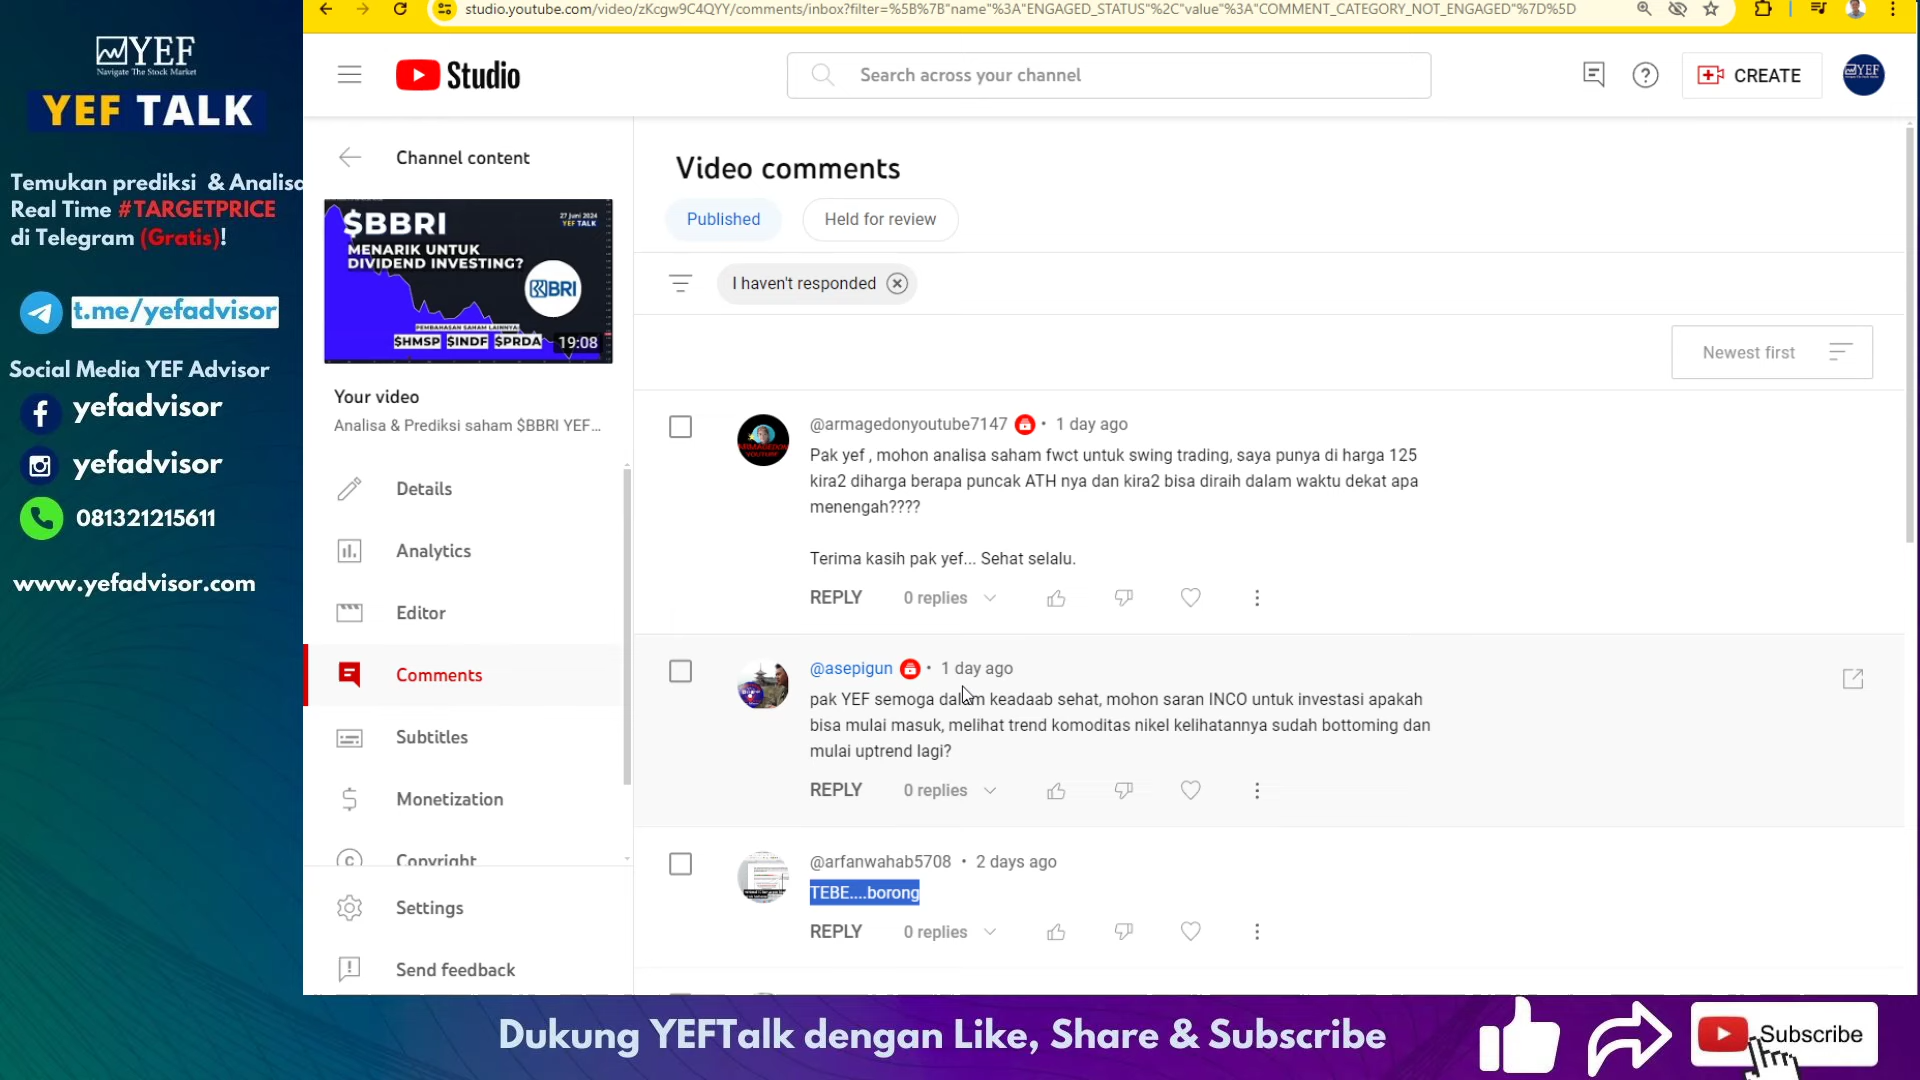 YEF
Navigate The Stock Market
YEF TALK
Temukan prediksi & Analisa
Real Time #TARGETPRICE
di Telegram (Gratis)!
t.me/yefadvisor
Social Media YEF Advisor
yefadvisor
yefadvisor
081321215611
www.yefadvisor.com
studio.youtube.com/video/zKcgw9C4QYY/comments/inbox?filter=%5B%7B"name"%3A"ENGAGED_STATUS"%2C"value"%3A"COMMENT_CATEGORY_NOT_ENGAGED"%7D%5D
Studio
Search across your channel
CREATE
YEF
Channel content
$BBRI
27 Juni 2024
YEF TALK
MENARIK UNTUK
DIVIDEND INVESTING?
BRI
PEMBAHASAN SAHAM LAINNYA:
$HMSP $INDF $PRDA
19:08
Your video
Analisa & Prediksi saham $BBRI YEF...
Details
Analytics
Editor
Comments
Subtitles
Monetization
Copyright
Settings
Send feedback
Video comments
Published
Held for review
I haven't responded
Newest first
@armagedonyoutube7147 • 1 day ago
Pak yef , mohon analisa saham fwct untuk swing trading, saya punya di harga 125
kira2 diharga berapa puncak ATH nya dan kira2 bisa diraih dalam waktu dekat apa
menengah????
Terima kasih pak yef... Sehat selalu.
REPLY 0 replies
@asepigun • 1 day ago
pak YEF semoga dalam keadaab sehat, mohon saran INCO untuk investasi apakah
bisa mulai masuk, melihat trend komoditas nikel kelihatannya sudah bottoming dan
mulai uptrend lagi?
REPLY 0 replies
@arfanwahab5708 • 2 days ago
TEBE....borong
REPLY 0 replies
Dukung YEFTalk dengan Like, Share & Subscribe
Subscribe